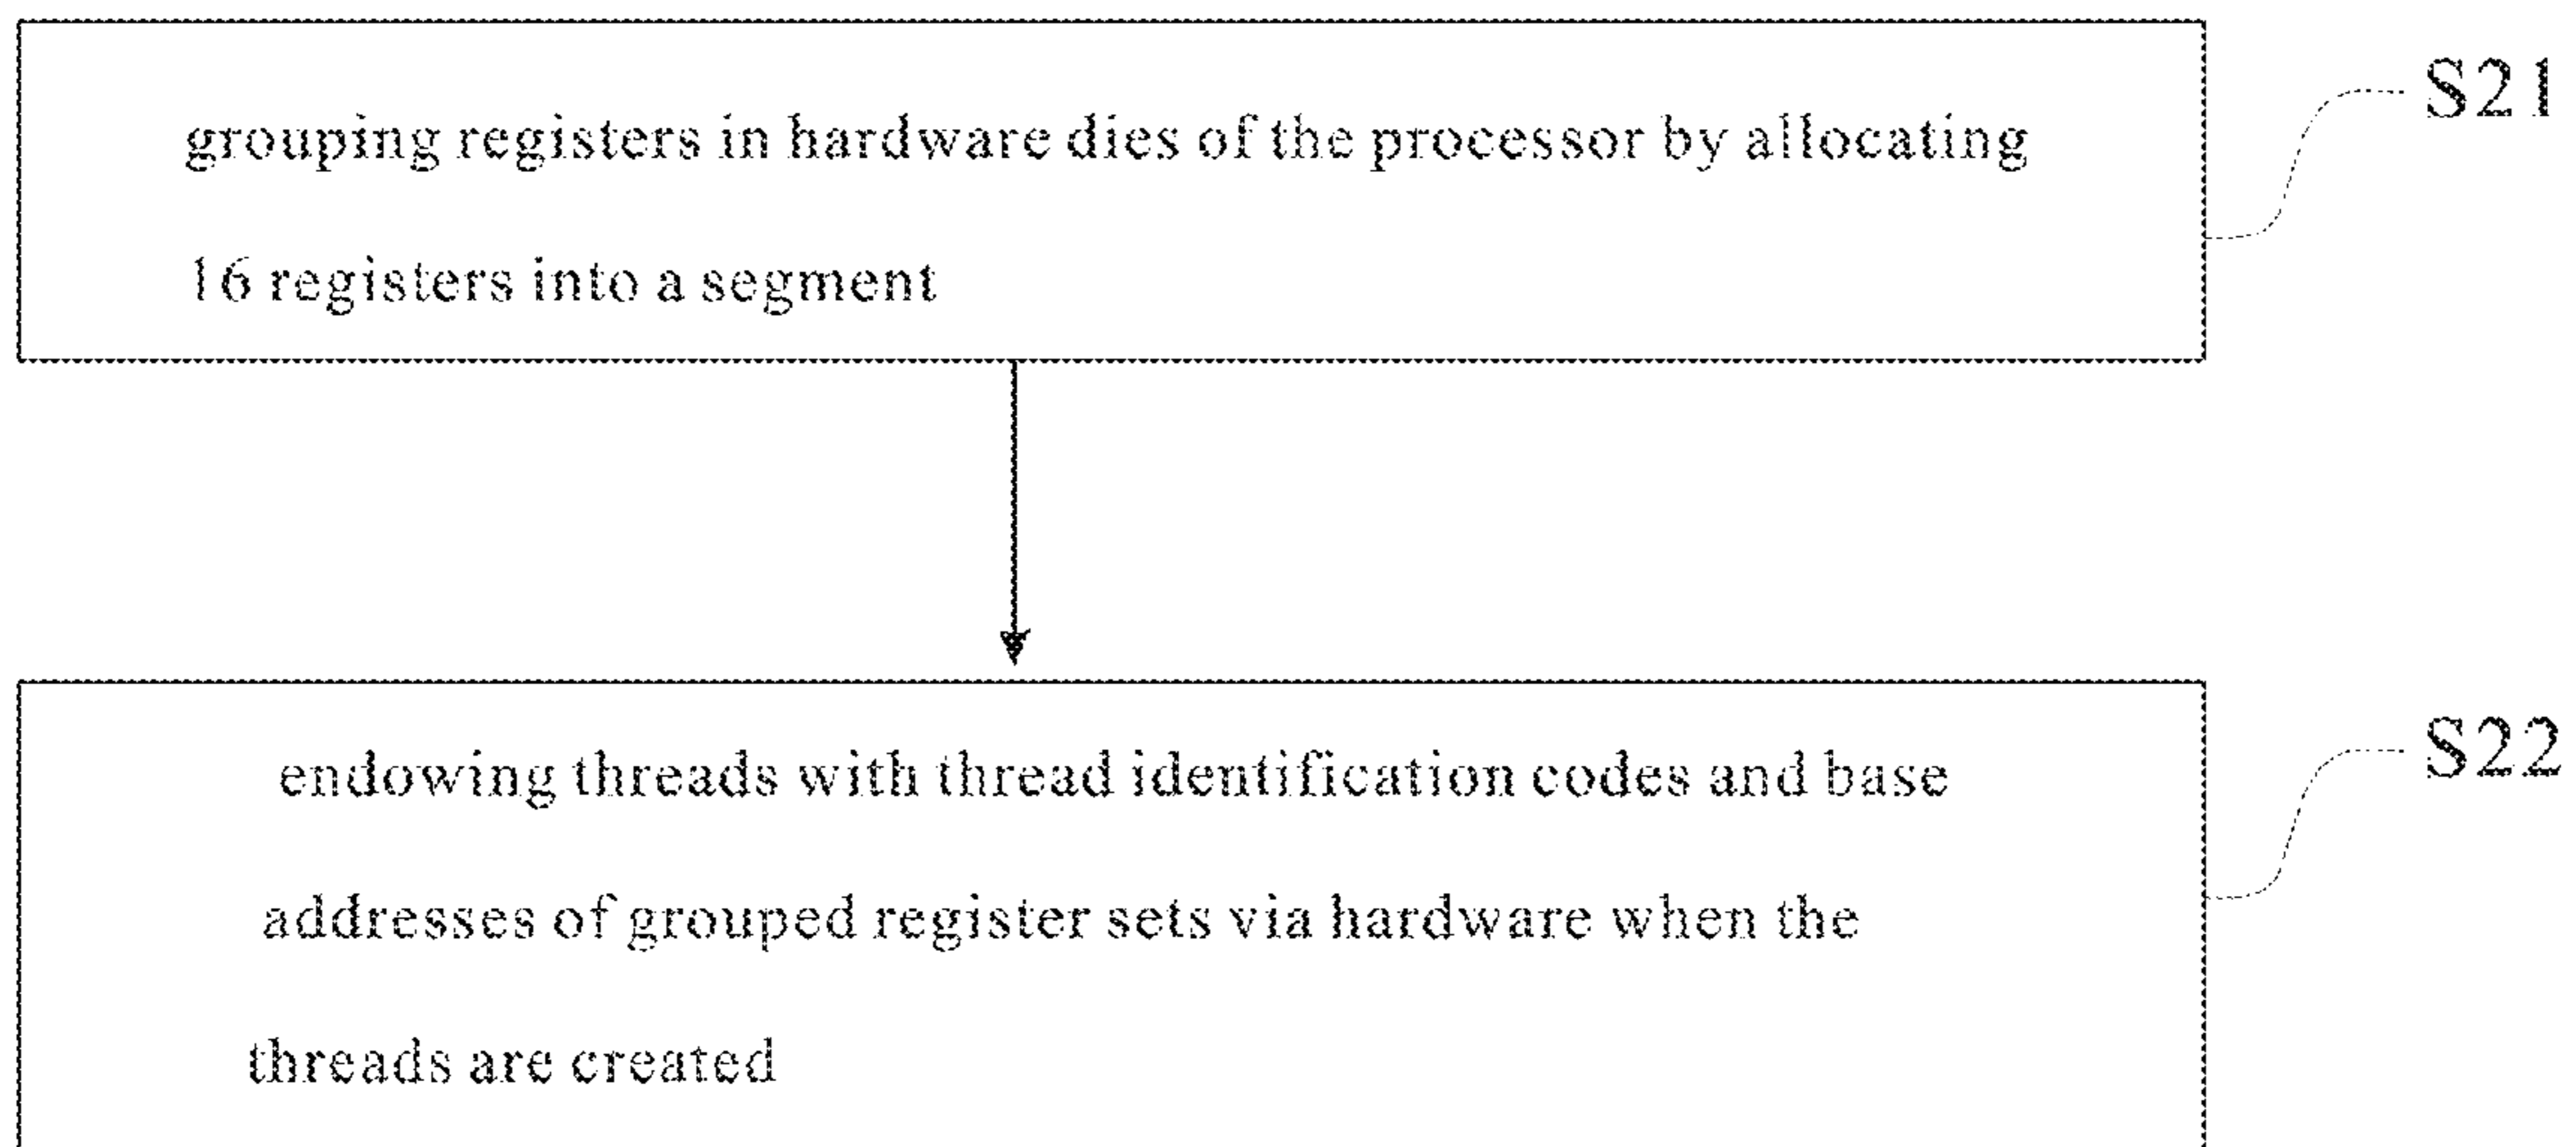 grouping registers in hardware dies of the processor by allocating
16 registers into a segment
S21
endowing threads with thread identification codes and base
addresses of grouped register sets via hardware when the
threads are created
S22